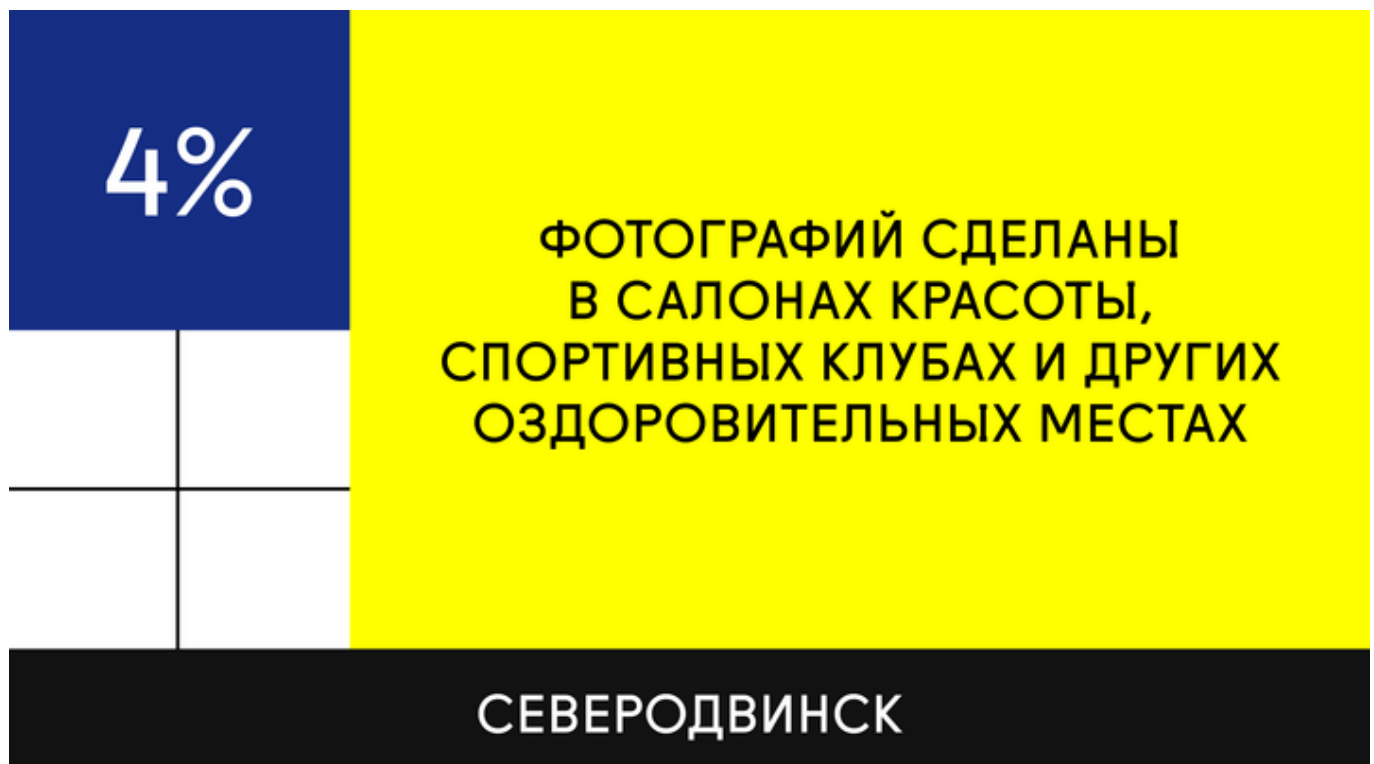 4%
ФОТОГРАФИЙ СДЕЛАНЫ
В САЛОНАХ КРАСОТЫ,
СПОРТИВНЫХ КЛУБАХ И ДРУГИХ
ОЗДОРОВИТЕЛЬНЫХ МЕСТАХ
СЕВЕРОДВИНСК